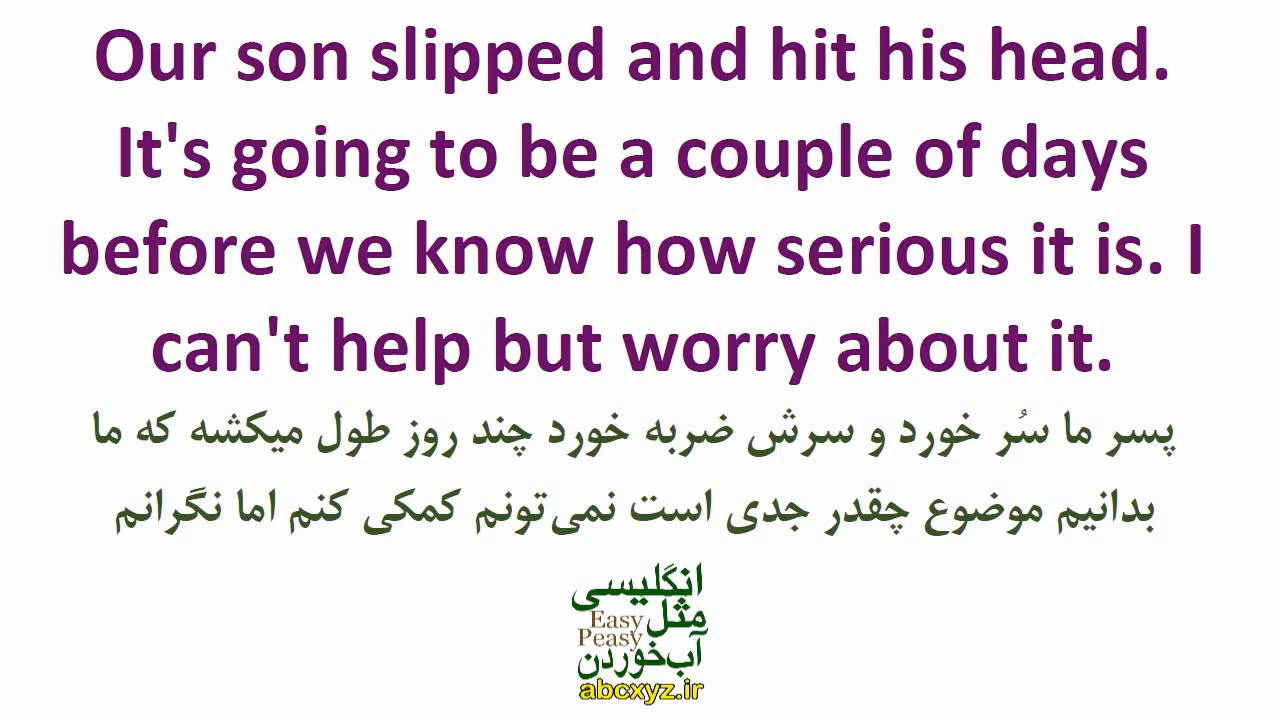 Our son slipped and hit his head.
It's going to be a couple of days
before we know how serious it is. I
can't help but worry about it.
پسر ما سُر خورد و سرش ضربه خورد چند روز طول میکشه که ما
بدانیم موضوع چقدر جدی است نمی‌تونم کمکی کنم اما نگرانم
انگلیسی
مثل Easy
Peasy
آب‌خوردن
abcxyz.ir